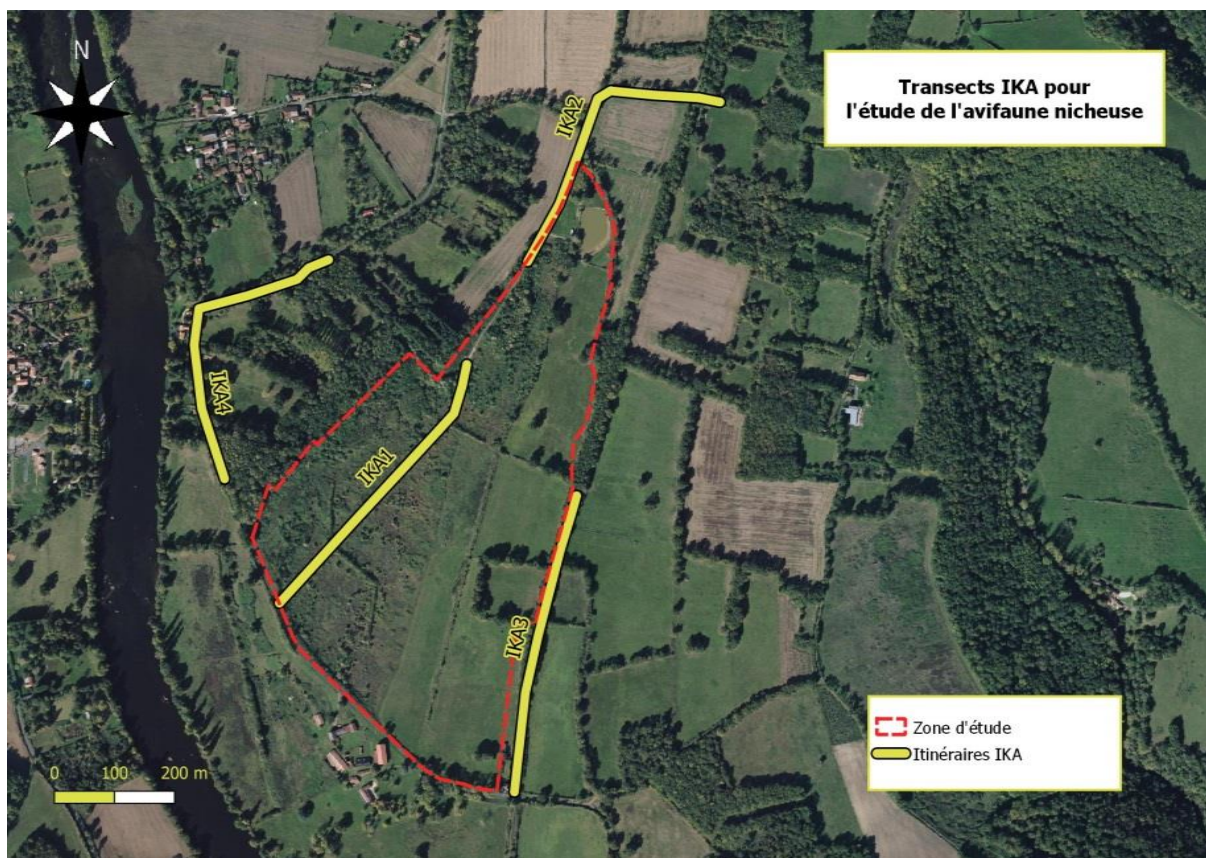 N
Transects IKA pour
l'étude de l'avifaune nicheuse
IKA2
IKA4
IKA1
IKA3
0 100 200 m
Zone d'étude
Itinéraires IKA